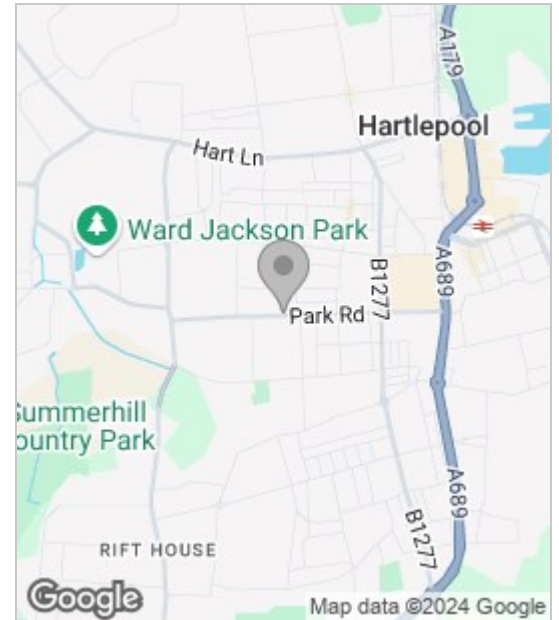 A179
Hartlepool
Hart Ln
Ward Jackson Park
B1277
A689
Park Rd
Summerhill
Country Park
A689
B1277
RIFT HOUSE
Google
Map data ©2024 Google